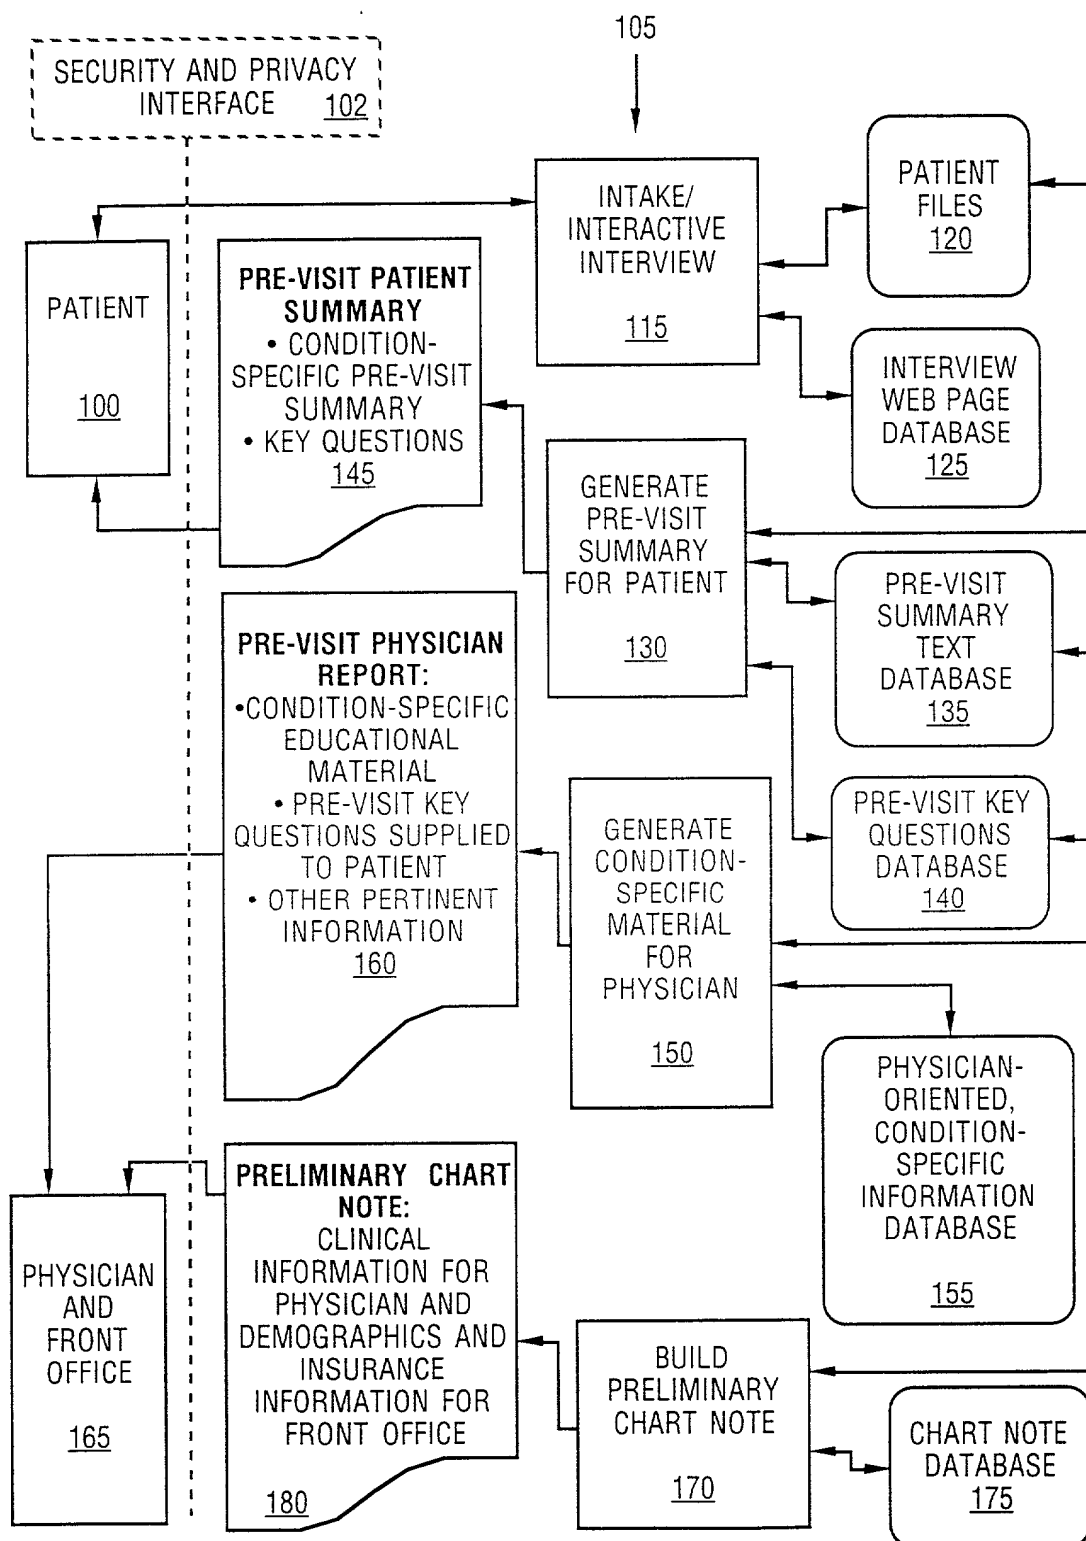 105
SECURITY AND PRIVACY
INTERFACE 102
PATIENT
100
PRE-VISIT PATIENT
SUMMARY
• CONDITION-
SPECIFIC PRE-VISIT
SUMMARY
• KEY QUESTIONS
145
INTAKE/
INTERACTIVE
INTERVIEW
115
PATIENT
FILES
120
INTERVIEW
WEB PAGE
DATABASE
125
GENERATE
PRE-VISIT
SUMMARY
FOR PATIENT
130
PRE-VISIT
SUMMARY
TEXT
DATABASE
135
PRE-VISIT PHYSICIAN
REPORT:
•CONDITION-SPECIFIC
EDUCATIONAL
MATERIAL
• PRE-VISIT KEY
QUESTIONS SUPPLIED
TO PATIENT
• OTHER PERTINENT
INFORMATION
160
GENERATE
CONDITION-
SPECIFIC
MATERIAL
FOR
PHYSICIAN
150
PRE-VISIT KEY
QUESTIONS
DATABASE
140
PHYSICIAN-
ORIENTED,
CONDITION-
SPECIFIC
INFORMATION
DATABASE
155
PHYSICIAN
AND
FRONT
OFFICE
165
PRELIMINARY CHART
NOTE:
CLINICAL
INFORMATION FOR
PHYSICIAN AND
DEMOGRAPHICS AND
INSURANCE
INFORMATION FOR
FRONT OFFICE
180
BUILD
PRELIMINARY
CHART NOTE
170
CHART NOTE
DATABASE
175